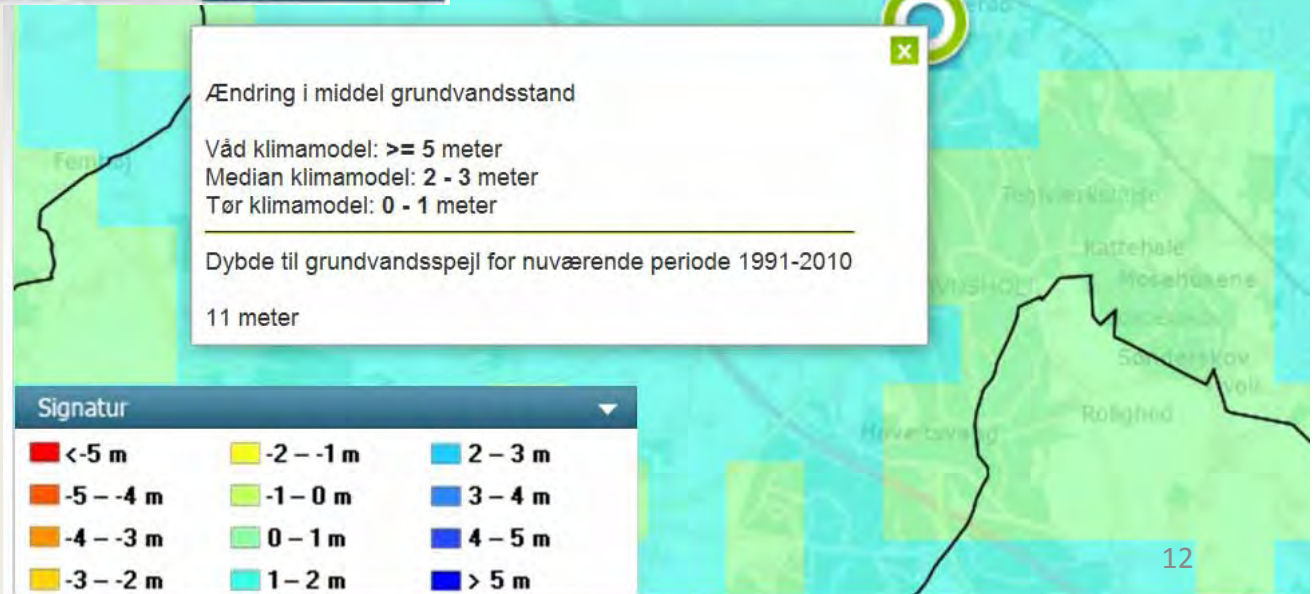 x
Ændring i middel grundvandsstand
Våd klimamodel: >= 5 meter
Median klimamodel: 2 - 3 meter
Tør klimamodel: 0 - 1 meter
Dybde til grundvandsspejl for nuværende periode 1991-2010
11 meter
Kattehale
Mosehusene
Sønderskov
Rolighed
Signatur
<-5 m
-2 – -1 m
2 – 3 m
-5 – -4 m
-1 – 0 m
3 – 4 m
-4 – -3 m
0 – 1 m
4 – 5 m
-3 – -2 m
1 – 2 m
> 5 m
12